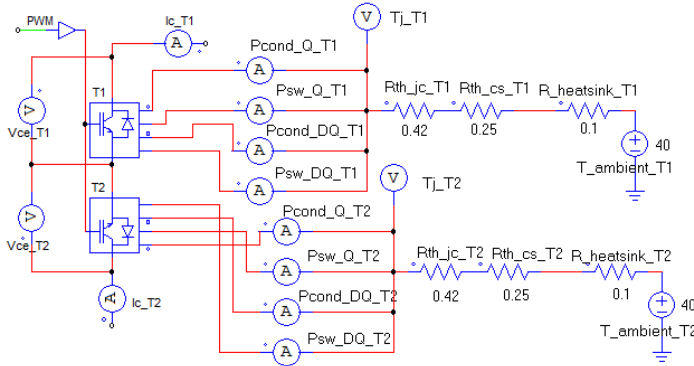 PWM
Ic_T1
A
V
Tj_T1
Pcond_Q_T1
A
T1
Psw_Q_T1
A
Rth_jc_T1
Rth_cs_T1
R_heatsink_T1
0.42
0.25
0.1
V
Vce_T1
Pcond_DQ_T1
A
40
T_ambient_T1
Psw_DQ_T1
A
V
Tj_T2
T2
V
Vce_T2
Pcond_Q_T2
A
Psw_Q_T2
A
Rth_jc_T2
Rth_cs_T2
R_heatsink_T2
0.42
0.25
0.1
A
Ic_T2
Pcond_DQ_T2
A
40
T_ambient_T2
Psw_DQ_T2
A